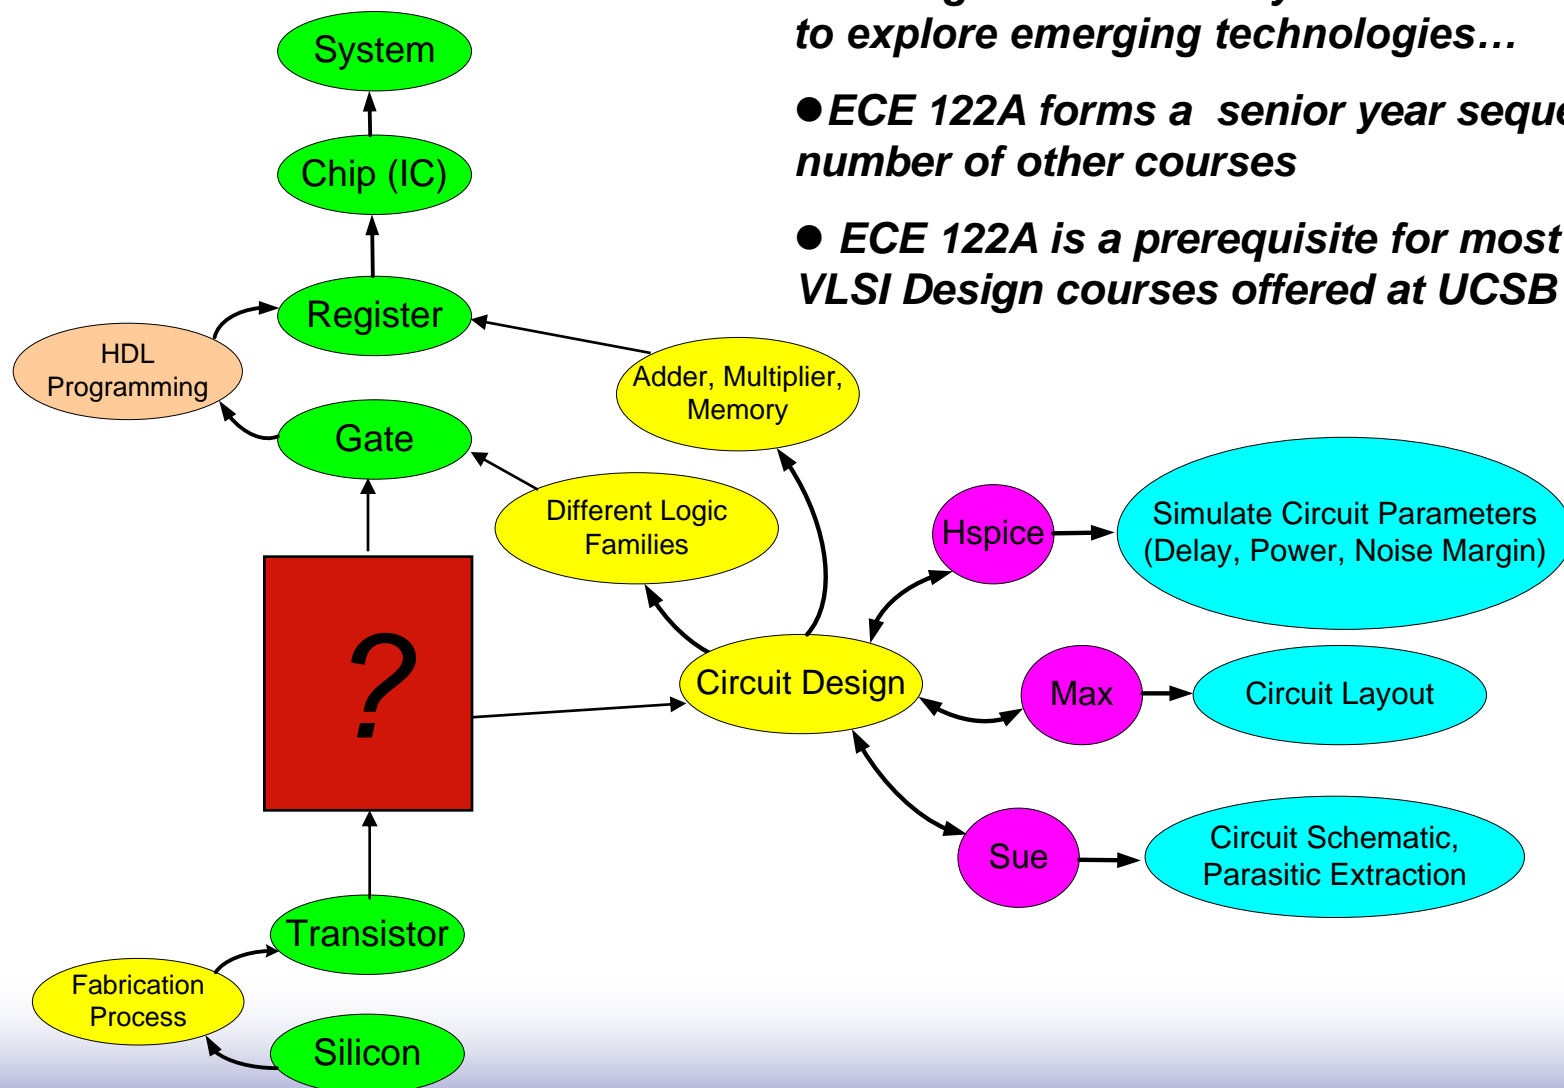 to explore emerging technologies…
●ECE 122A forms a senior year
number of other courses
● ECE 122A is a prerequisite for most
VLSI Design courses offered at UCSB
System
Chip (IC)
Register
HDL
Programming
Adder, Multiplier,
Memory
Gate
Different Logic
Families
Hspice
Simulate Circuit Parameters
(Delay, Power, Noise Margin)
?
Circuit Design
Max
Circuit Layout
Sue
Circuit Schematic,
Parasitic Extraction
Transistor
Fabrication
Process
Silicon